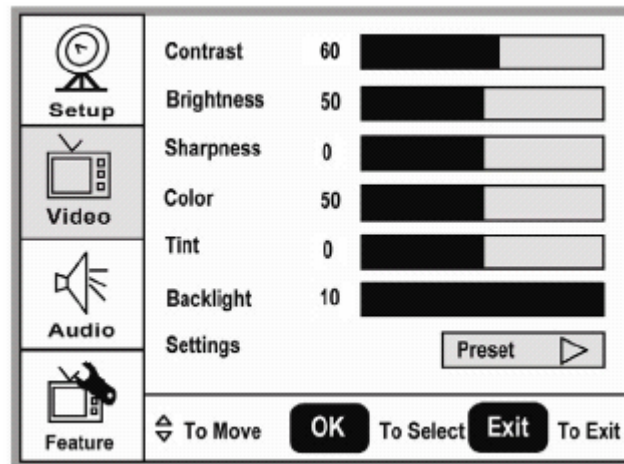 Setup
Video
Audio
Feature
Contrast 60
Brightness 50
Sharpness 0
Color 50
Tint 0
Backlight 10
Settings Preset
To Move OK To Select Exit To Exit